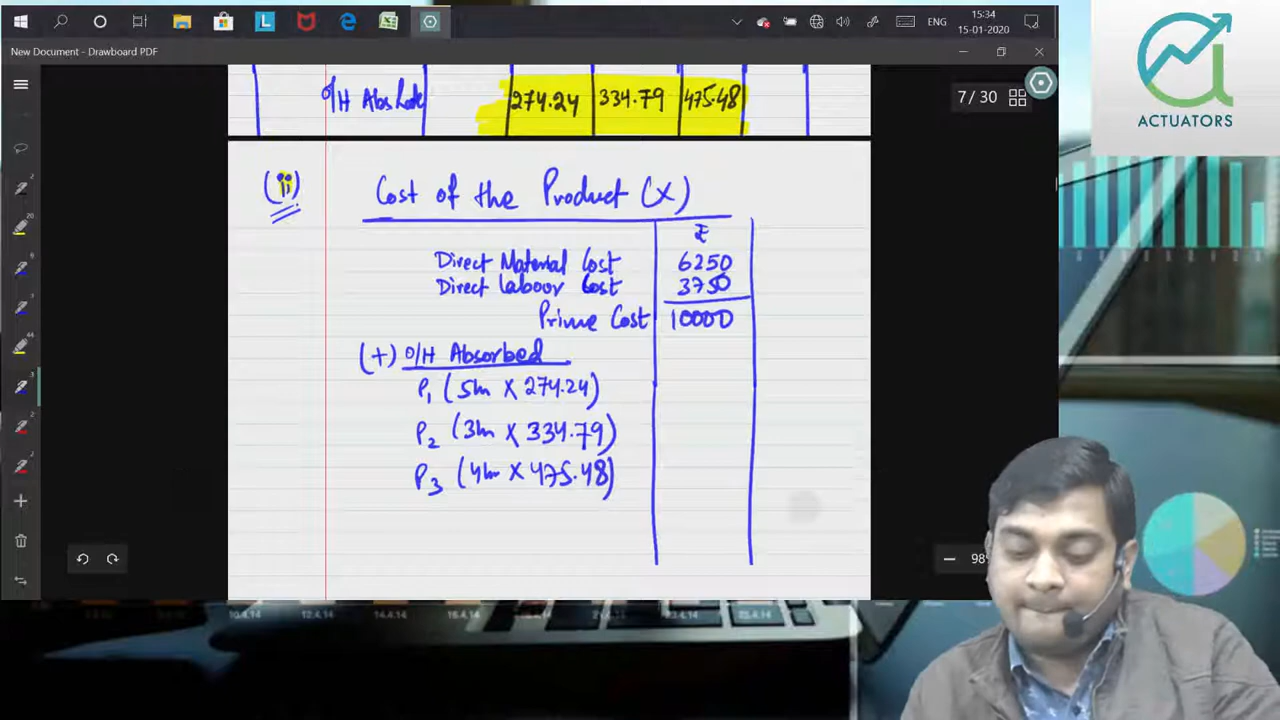 15:34
ENG
15-01-2020
New Document - Drawboard PDF
ACTUATORS
7 / 30
O/H Abs Rate 274.24 334.79 475.48
(ii) Cost of the Product (X)
₹
Direct Material Cost 6250
Direct Labour Cost 3750
Prime Cost 10000
(+) O/H Absorbed
P1 (5hr X 274.24)
P2 (3hr X 334.79)
P3 (4hr X 475.48)
98%